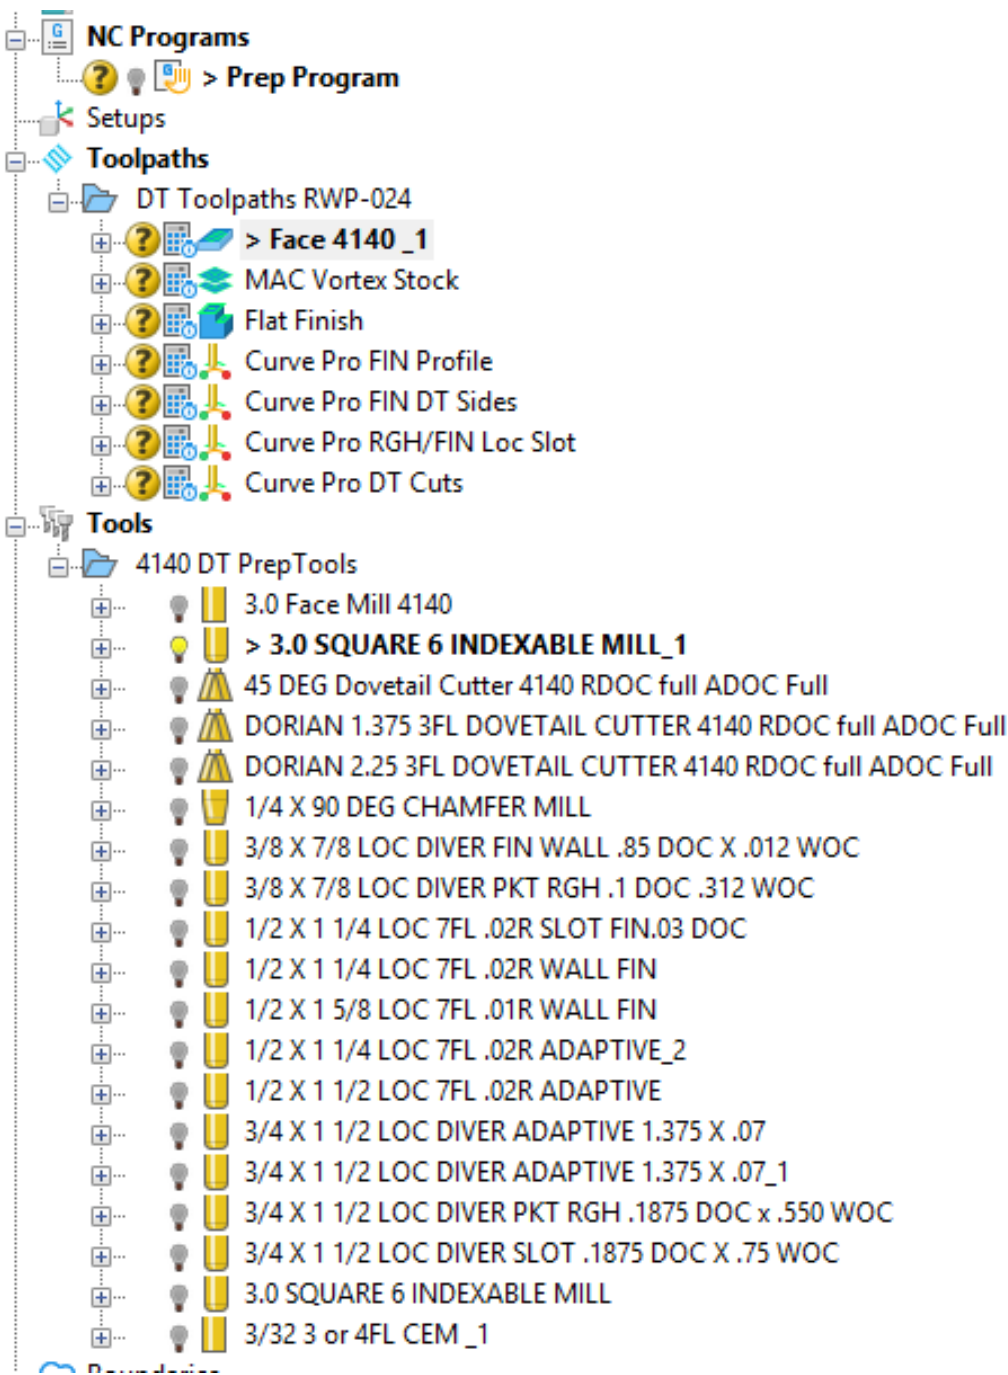 NC Programs
> Prep Program
Setups
Toolpaths
DT Toolpaths RWP-024
> Face 4140 _1
MAC Vortex Stock
Flat Finish
Curve Pro FIN Profile
Curve Pro FIN DT Sides
Curve Pro RGH/FIN Loc Slot
Curve Pro DT Cuts
Tools
4140 DT PrepTools
3.0 Face Mill 4140
> 3.0 SQUARE 6 INDEXABLE MILL_1
45 DEG Dovetail Cutter 4140 RDOC full ADOC Full
DORIAN 1.375 3FL DOVETAIL CUTTER 4140 RDOC full ADOC Full
DORIAN 2.25 3FL DOVETAIL CUTTER 4140 RDOC full ADOC Full
1/4 X 90 DEG CHAMFER MILL
3/8 X 7/8 LOC DIVER FIN WALL .85 DOC X .012 WOC
3/8 X 7/8 LOC DIVER PKT RGH .1 DOC .312 WOC
1/2 X 1 1/4 LOC 7FL .02R SLOT FIN.03 DOC
1/2 X 1 1/4 LOC 7FL .02R WALL FIN
1/2 X 1 5/8 LOC 7FL .01R WALL FIN
1/2 X 1 1/4 LOC 7FL .02R ADAPTIVE_2
1/2 X 1 1/2 LOC 7FL .02R ADAPTIVE
3/4 X 1 1/2 LOC DIVER ADAPTIVE 1.375 X .07
3/4 X 1 1/2 LOC DIVER ADAPTIVE 1.375 X .07_1
3/4 X 1 1/2 LOC DIVER PKT RGH .1875 DOC x .550 WOC
3/4 X 1 1/2 LOC DIVER SLOT .1875 DOC X .75 WOC
3.0 SQUARE 6 INDEXABLE MILL
3/32 3 or 4FL CEM _1
Boundaries